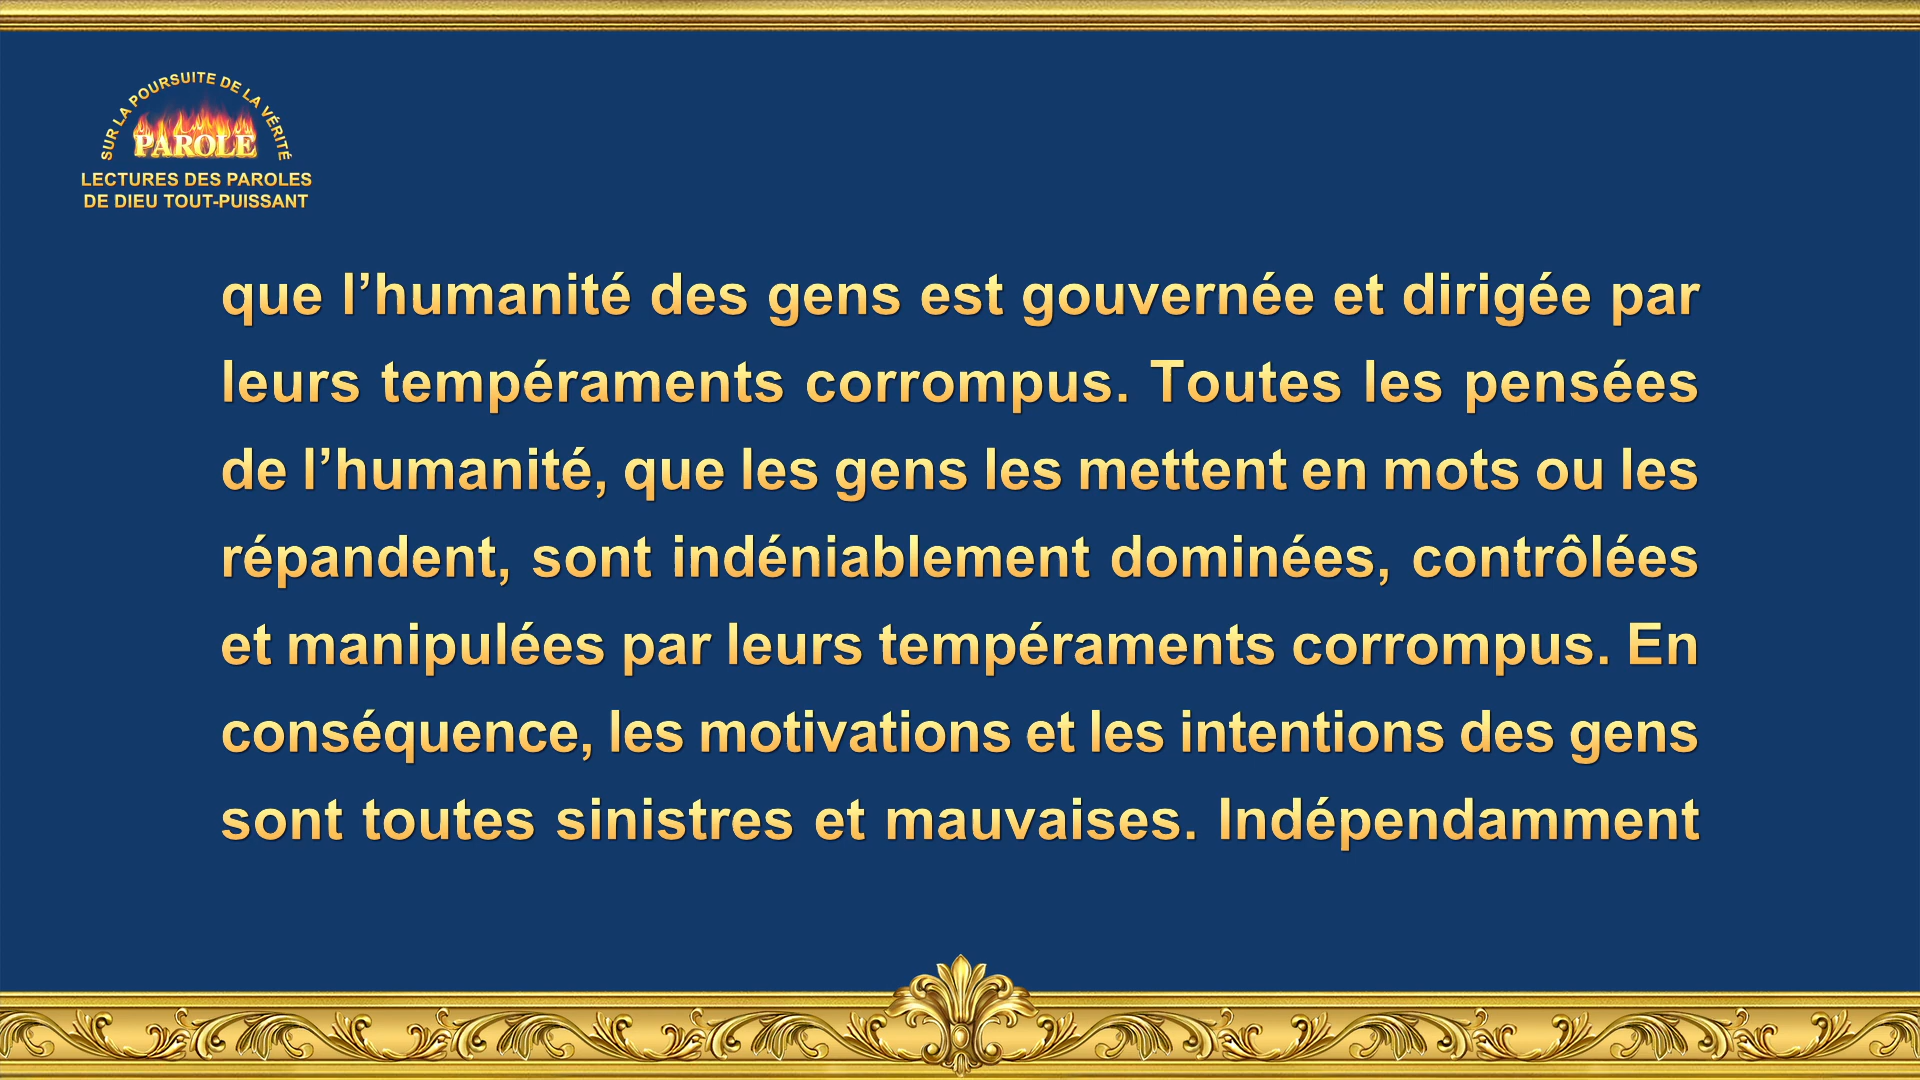 SUR LA POURSUITE DE LA VÉRITÉ
PAROLE
LECTURES DES PAROLES
DE DIEU TOUT-PUISSANT
que l’humanité des gens est gouvernée et dirigée par
leurs tempéraments corrompus. Toutes les pensées
de l’humanité, que les gens les mettent en mots ou les
répandent, sont indéniablement dominées, contrôlées
et manipulées par leurs tempéraments corrompus. En
conséquence, les motivations et les intentions des gens
sont toutes sinistres et mauvaises. Indépendamment